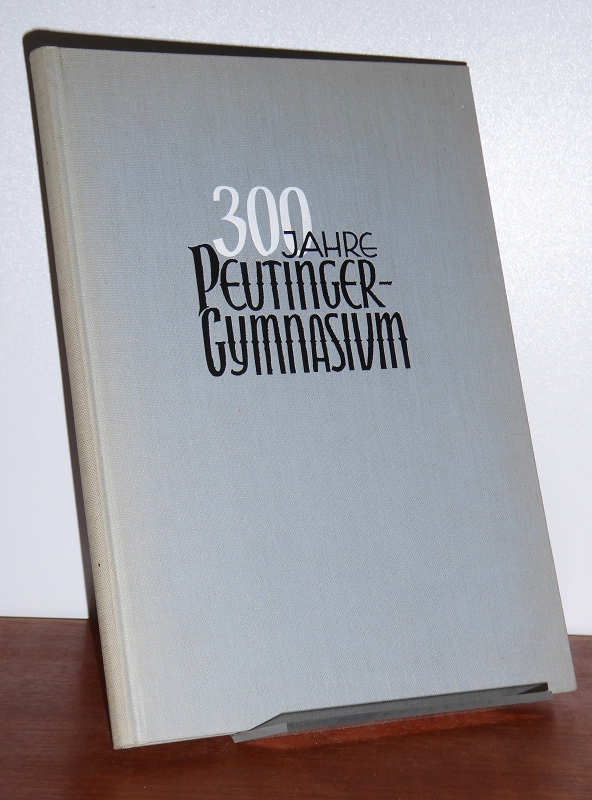 300
JAHRE
PEUTINGER-
GYMNASIUM